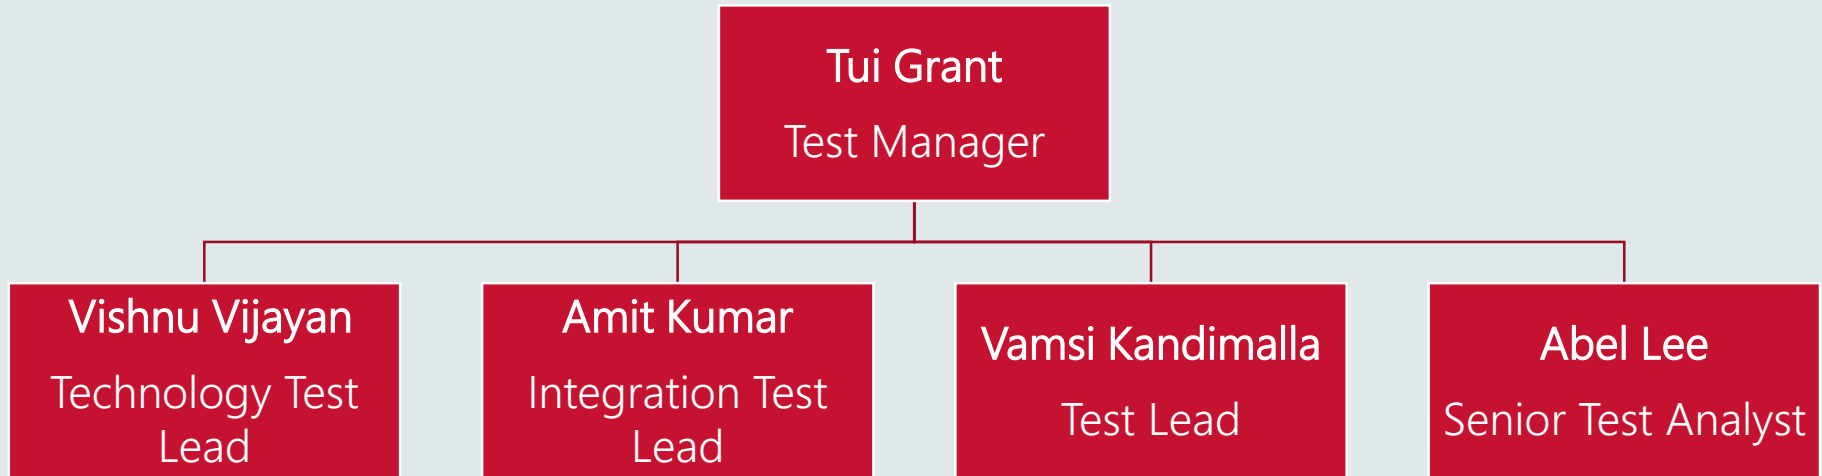 Tui Grant
Test Manager
Vishnu Vijayan
Technology Test
Lead
Amit Kumar
Integration Test
Lead
Vamsi Kandimalla
Test Lead
Abel Lee
Senior Test Analyst